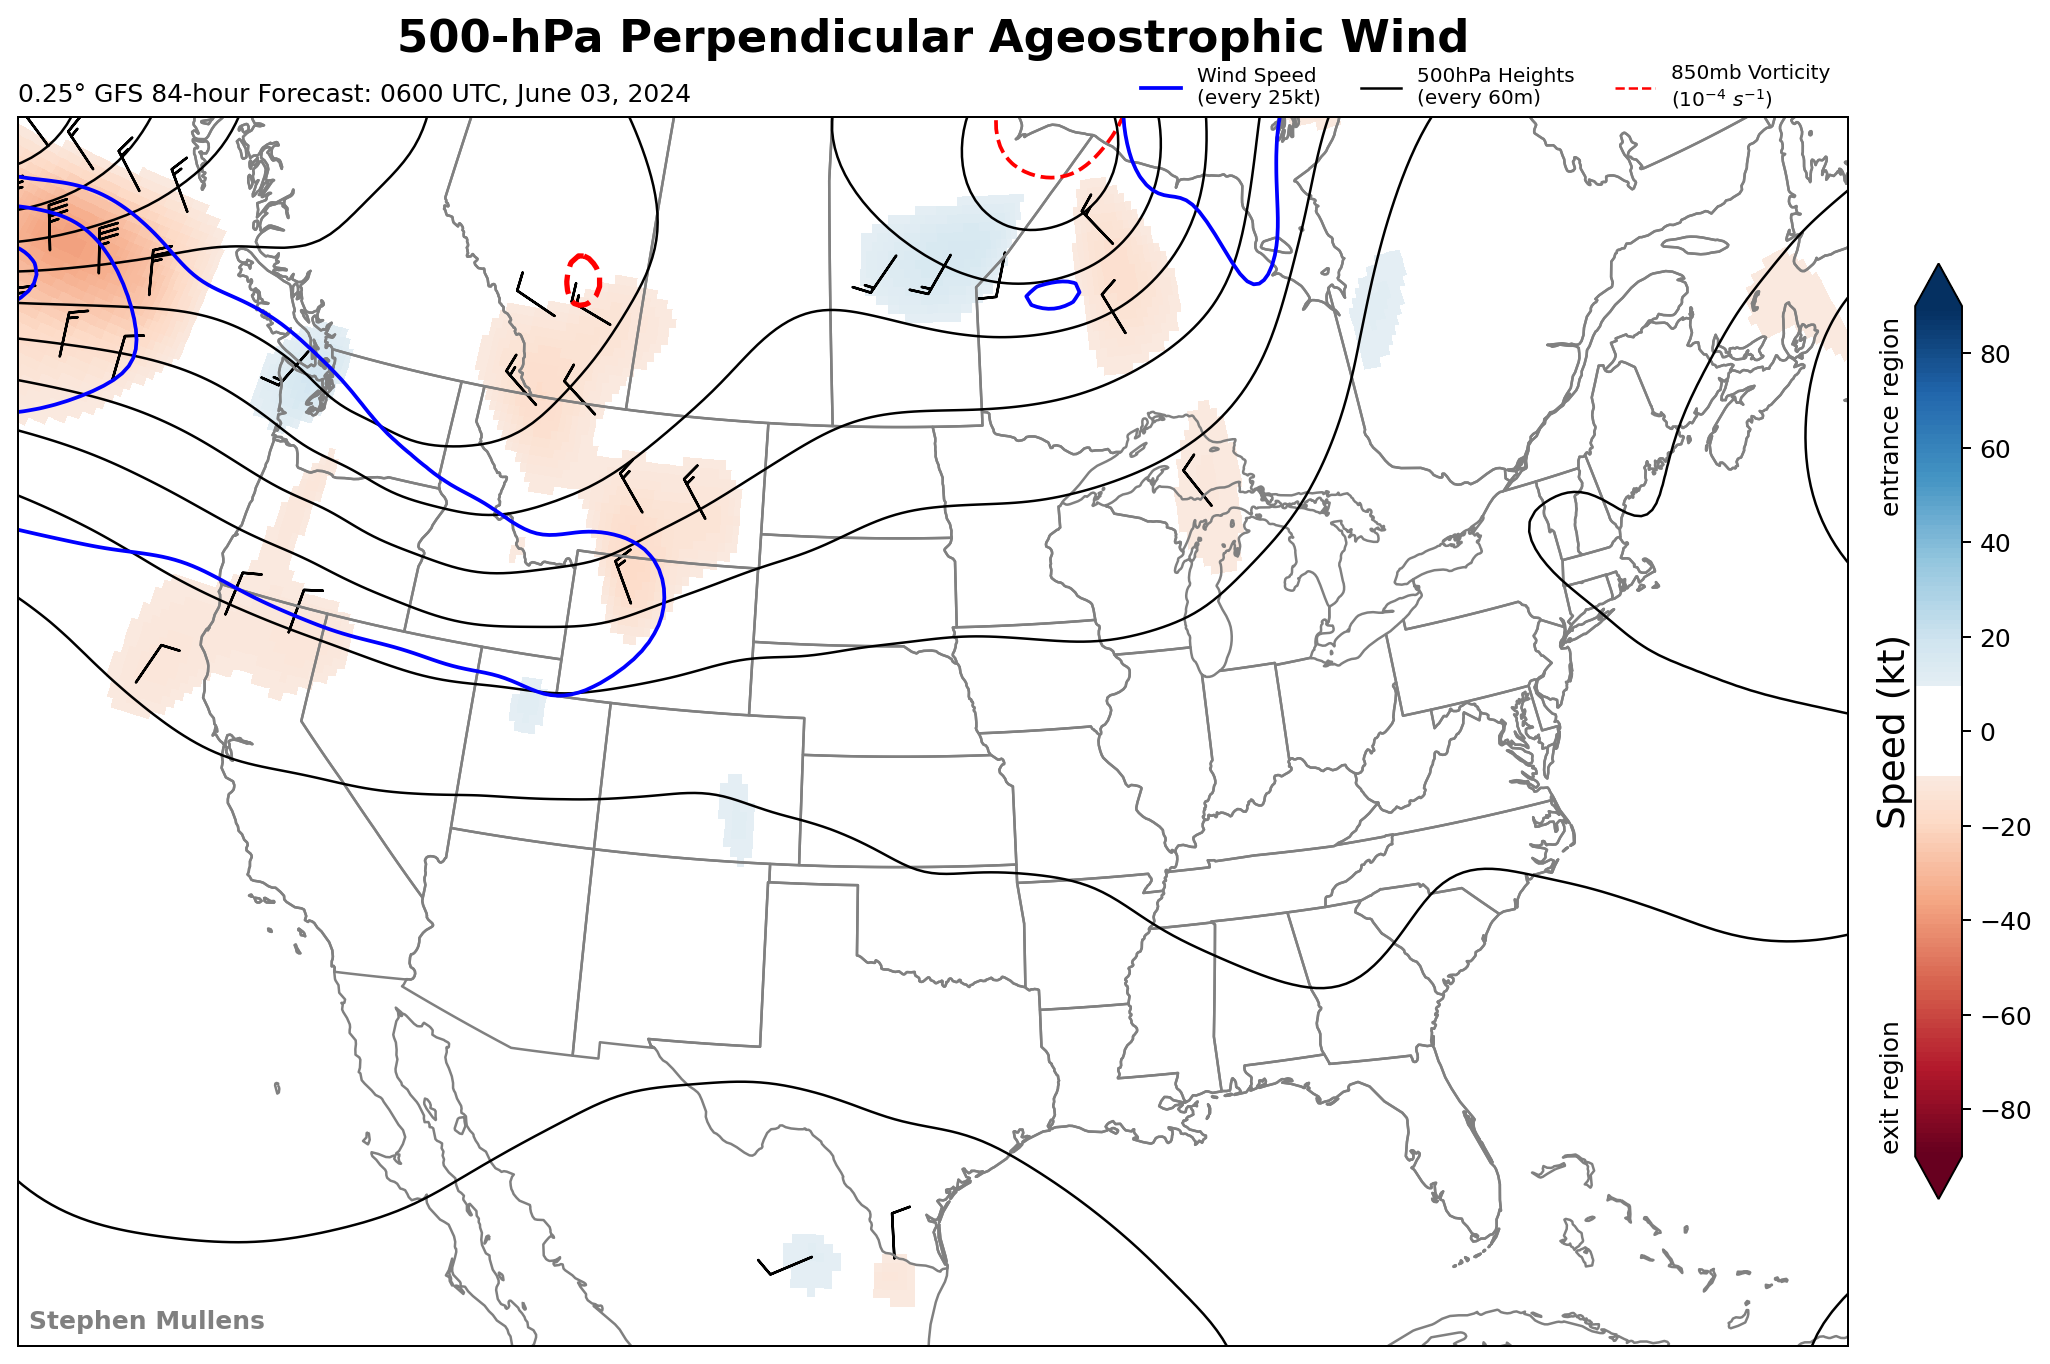 500-hPa Perpendicular Ageostrophic Wind
0.25° GFS 84-hour Forecast: 0600 UTC, June 03, 2024
Wind Speed
(every 25kt)
500hPa Heights
(every 60m)
850mb Vorticity
(10⁻⁴ s⁻¹)
entrance region
Speed (kt)
exit region
80
60
40
20
0
−20
−40
−60
−80
Stephen Mullens